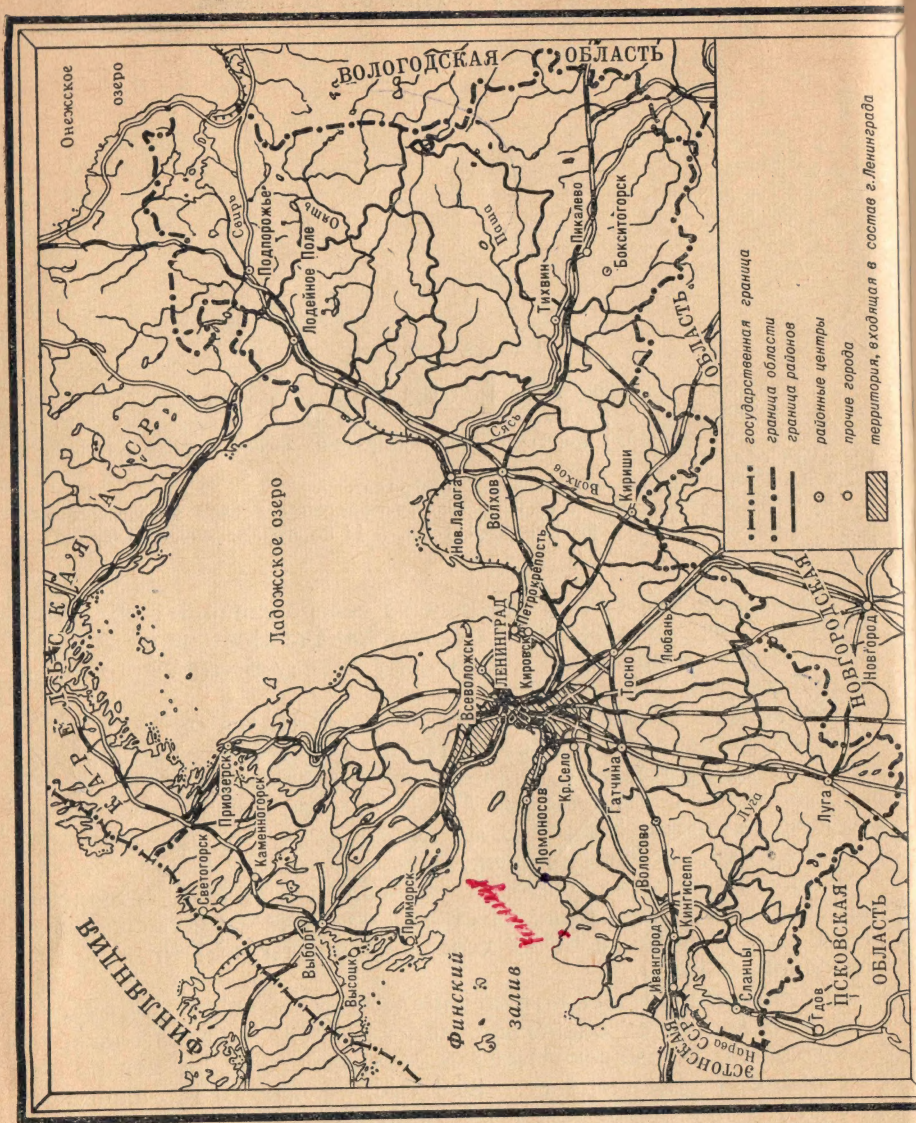 Онежское
озеро
ВОЛОГОДСКАЯ ОБЛАСТЬ
КАРЕЛЬСКАЯ АССР
ФИНЛЯНДИЯ
Свирь
Подпорожье
Оять
Лодейное Поле
Паша
Пикалево
Бокситогорск
Тихвин
Сясь
Ладожское озеро
Нов.Ладога
Волхов
Волхов
Кириши
Петрокрепость
Кировск
ЛЕНИНГРАД
Всеволожск
Приозерск
Каменногорск
Светогорск
Выборг
Высоцк
Приморск
Финский
залив
Ломоносов
Кр.Село
Гатчина
Тосно
Любань
НОВГОРОДСКАЯ
ОБЛАСТЬ
Новгород
Луга
Луга
Волосово
Кингисепп
Ивангород
Сланцы
Гдов
Нарва
ЭСТОНСКАЯ
ССР
ПСКОВСКАЯ
ОБЛАСТЬ
государственная граница
граница области
граница районов
районные центры
прочие города
территория, входящая в состав г.Ленинграда